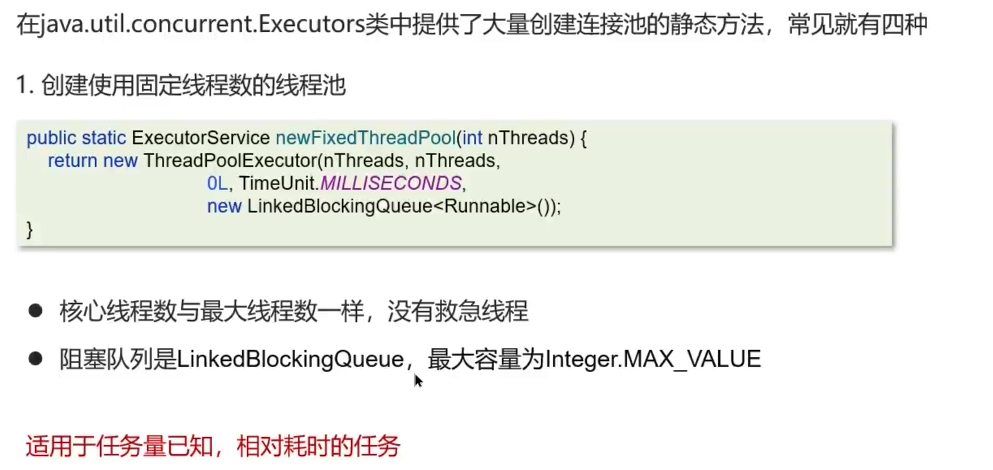 在java.util.concurrent.Executors类中提供了大量创建连接池的静态方法，常见就有四种
1. 创建使用固定线程数的线程池
public static ExecutorService newFixedThreadPool(int nThreads) {
return new ThreadPoolExecutor(nThreads, nThreads,
0L, TimeUnit.MILLISECONDS,
new LinkedBlockingQueue<Runnable>());
}
● 核心线程数与最大线程数一样，没有救急线程
● 阻塞队列是LinkedBlockingQueue，最大容量为Integer.MAX_VALUE
适用于任务量已知，相对耗时的任务